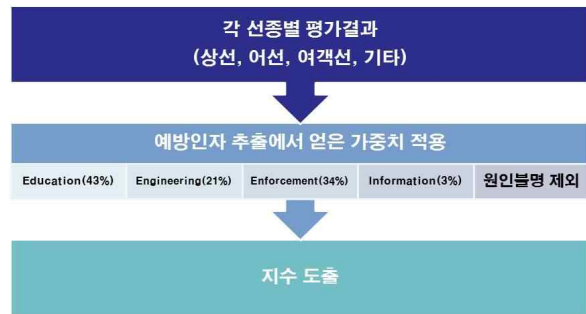 각 선종별 평가결과
(상선, 어선, 여객선, 기타)
예방인자 추출에서 얻은 가중치 적용
Education(43%) Engineering(21%) Enforcement(34%) Information(3%) 원인불명 제외
지수 도출